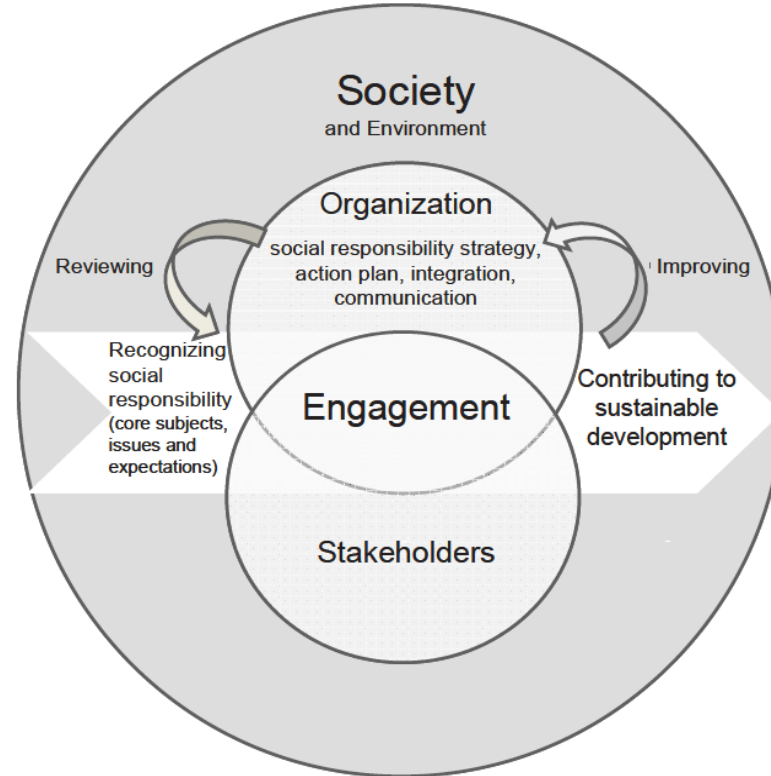 Society
and Environment
Organization
social responsibility strategy,
action plan, integration,
communication
Reviewing
Improving
Recognizing
social
responsibility
(core subjects,
issues and
expectations)
Engagement
Contributing to
sustainable
development
Stakeholders